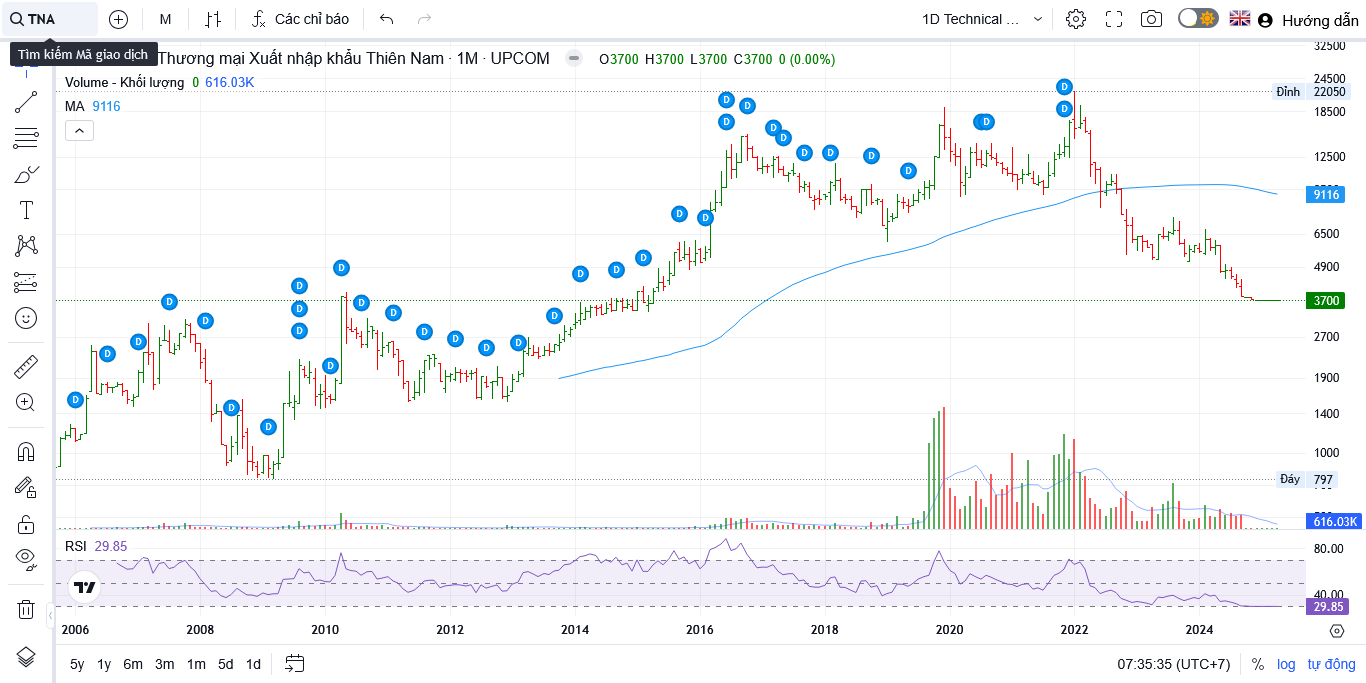 TNA
M
Các chỉ báo
1D Technical ...
Hướng dẫn
Tìm kiếm Mã giao dịch
Thương mại Xuất nhập khẩu Thiên Nam · 1M · UPCOM
O3700 H3700 L3700 C3700 0 (0.00%)
Volume - Khối lượng 0 616.03K
MA 9116
32500
24500
Đỉnh 22050
18500
12500
9116
6500
4900
3700
2700
1900
1400
1000
Đáy 797
616.03K
D D D D D D D D D D D D D D D D D D D D D D D D D D D D D D D D D D D D D D
RSI 29.85
80.00
40.00
29.85
2006 2008 2010 2012 2014 2016 2018 2020 2022 2024
5y 1y 6m 3m 1m 5d 1d
07:35:35 (UTC+7) % log tự động